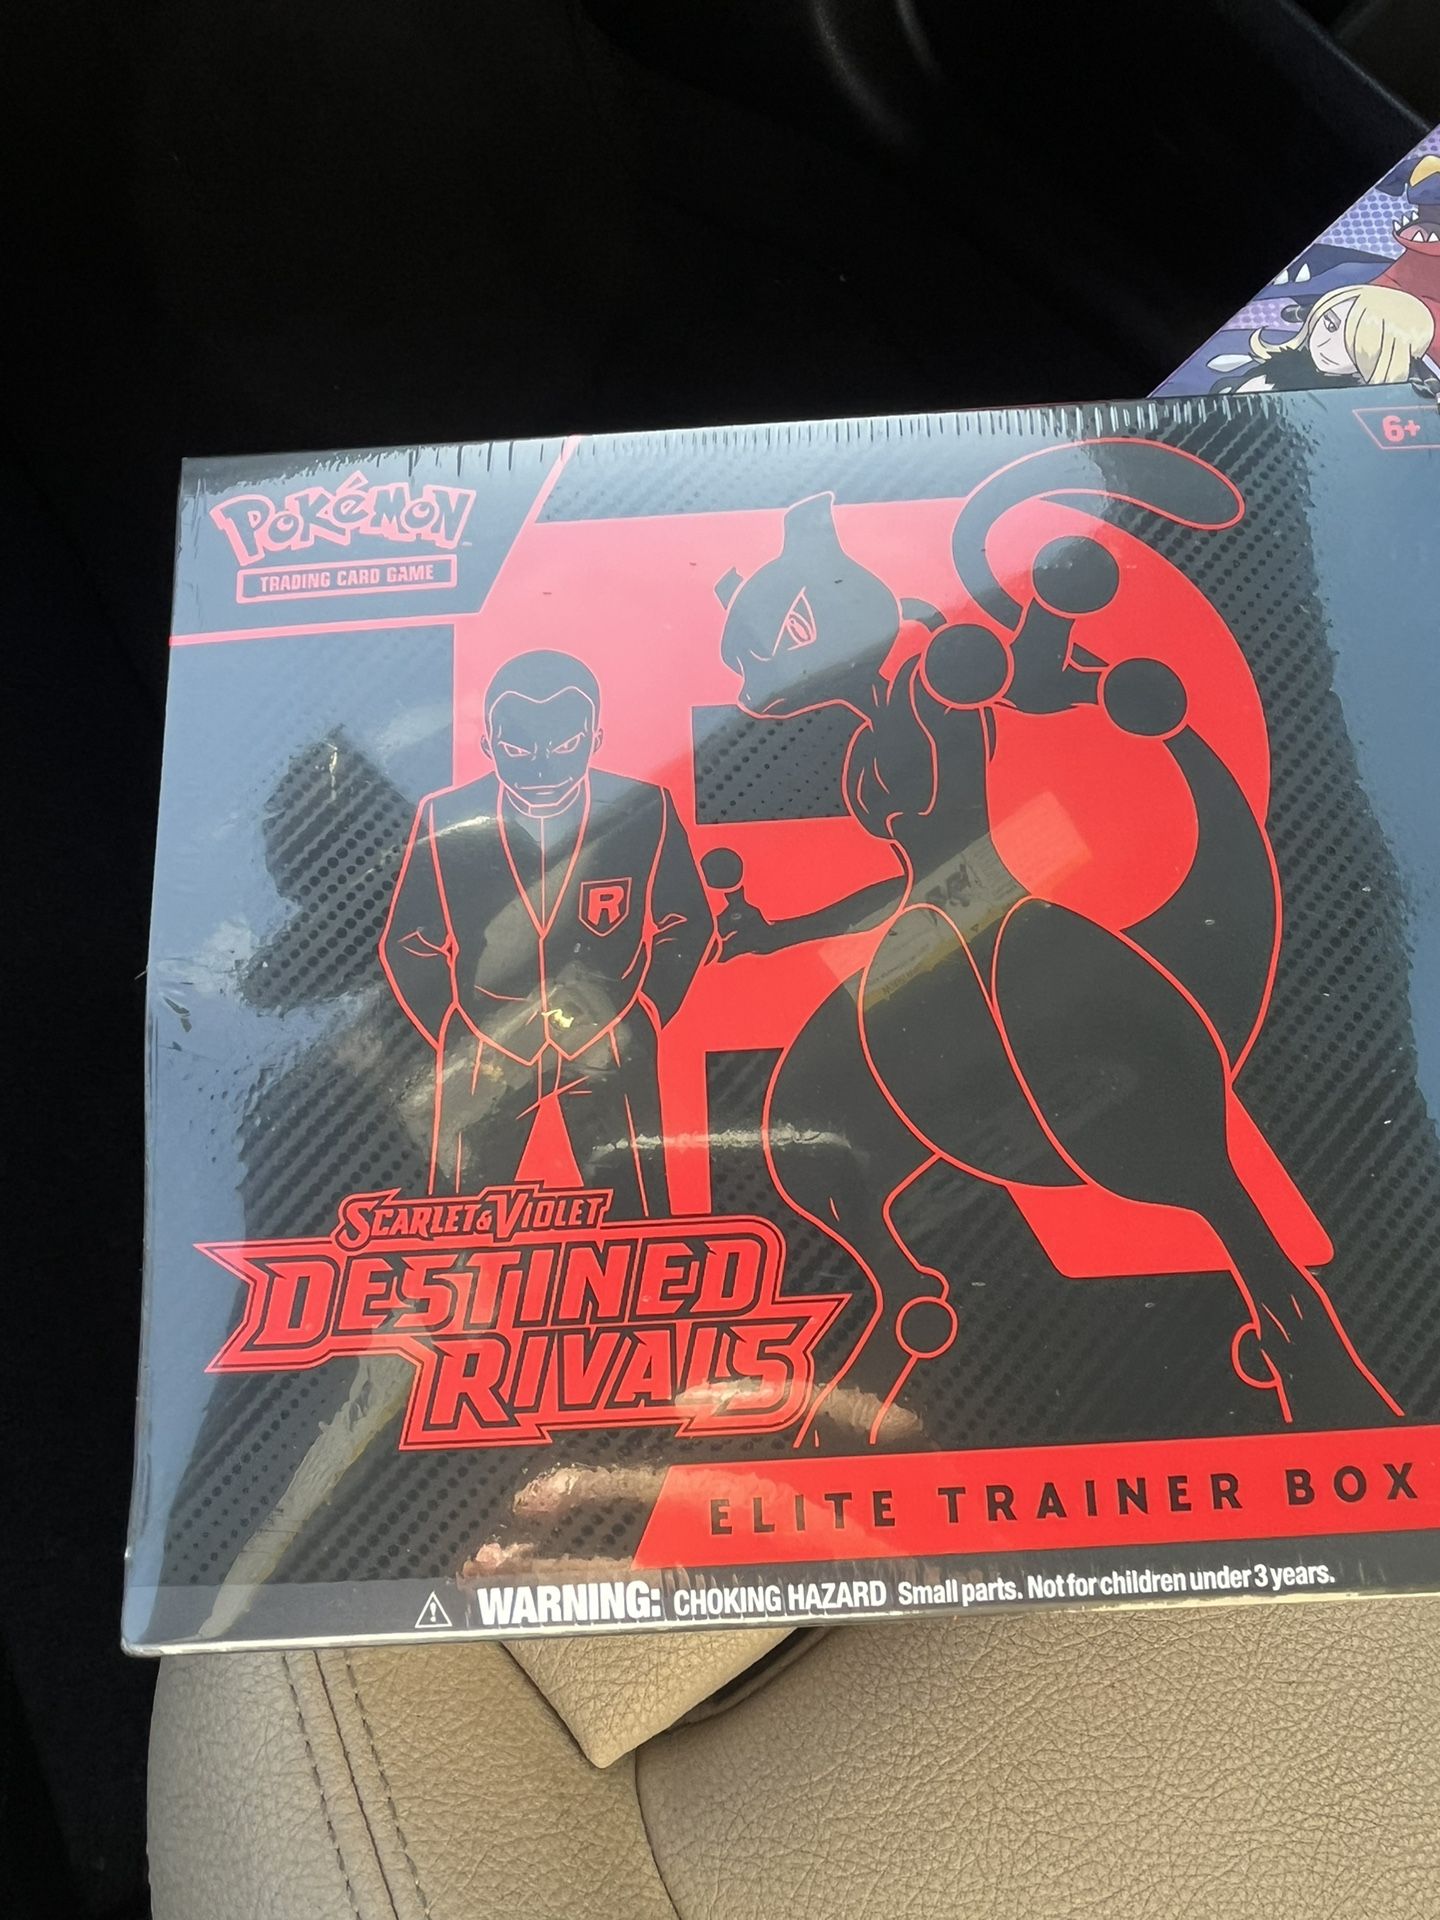 6+
POKéMON
TRADING CARD GAME
R
SCARLET & VIOLET
DESTINED
RIVALS
ELITE TRAINER BOX
WARNING: CHOKING HAZARD Small parts. Not for children under 3 years.